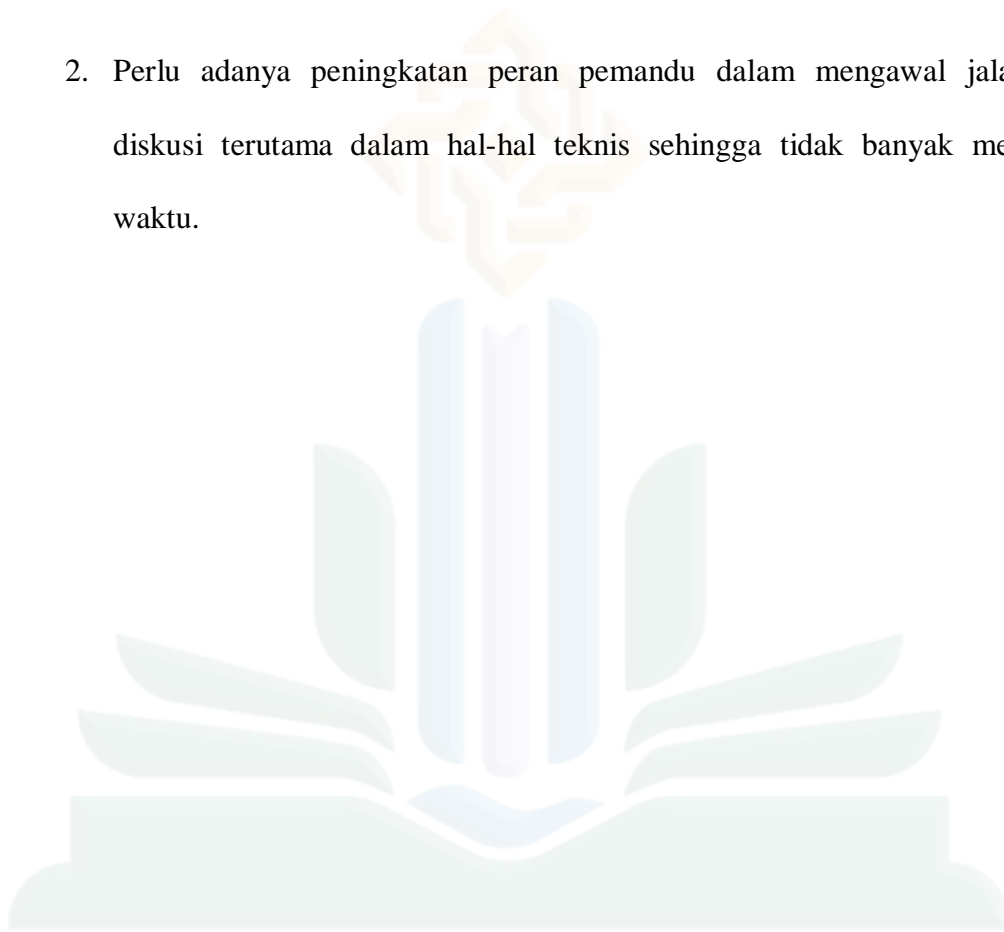 2. Perlu adanya peningkatan peran pemandu dalam mengawal
diskusi terutama dalam hal-hal teknis sehingga tidak banyak
waktu.